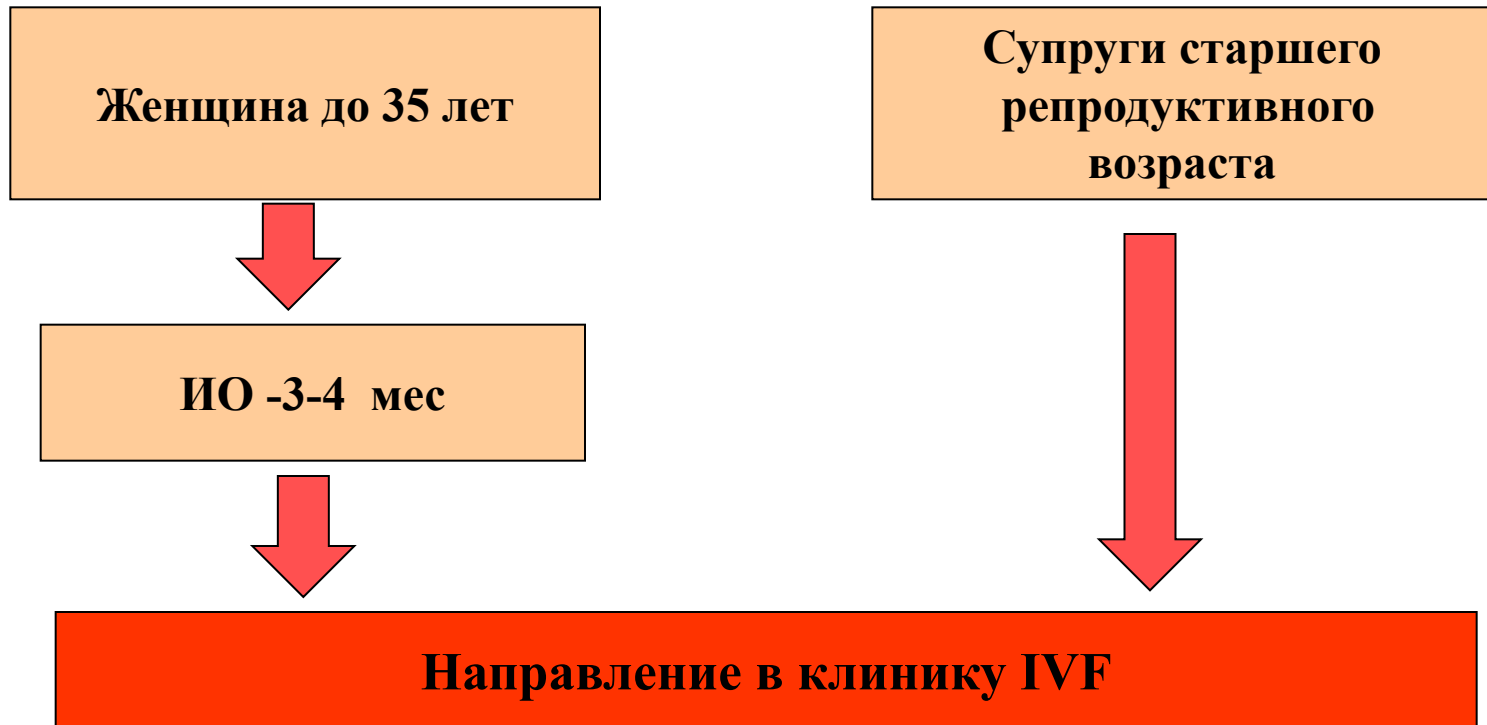 Женщина до 35 лет
Супруги старшего
репродуктивного
возраста
ИО -3-4 мес
Направление в клинику IVF